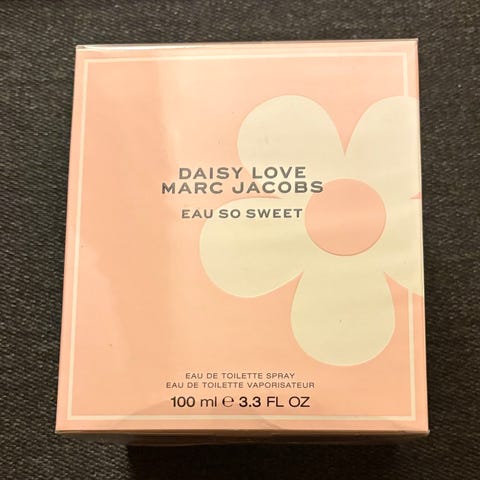 DAISY LOVE
MARC JACOBS
EAU SO SWEET
EAU DE TOILETTE SPRAY
EAU DE TOILETTE VAPORISATEUR
100 ml ℮ 3.3 FL OZ